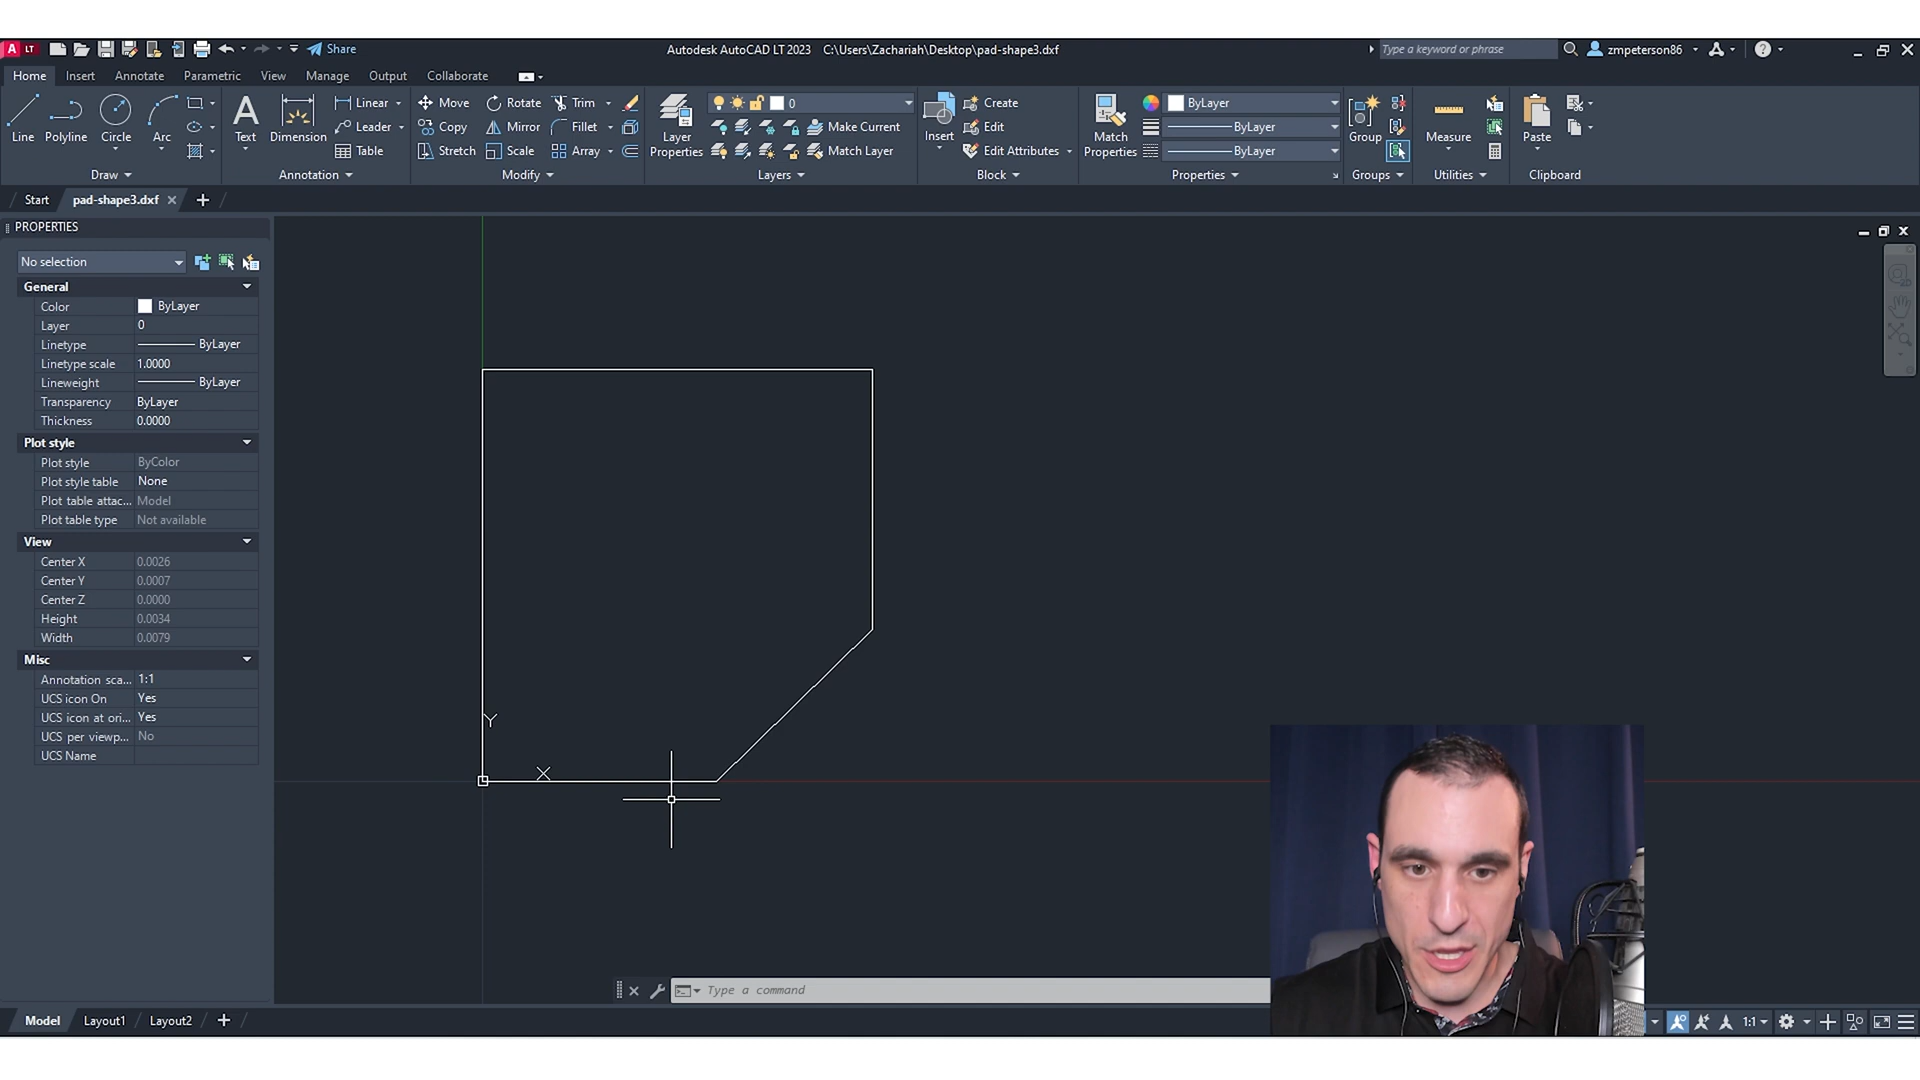 A LT Share Autodesk AutoCAD LT 2023 C:\Users\Zachariah\Desktop\pad-shape3.dxf Type a keyword or phrase zmpeterson86 ?
Home Insert Annotate Parametric View Manage Output Collaborate
Line Polyline Circle Arc
Draw
Text Dimension
Linear
Leader
Table
Annotation
Move Rotate Trim
Copy Mirror Fillet
Stretch Scale Array
Modify
Layer Properties
0
Make Current
Match Layer
Layers
Insert
Create
Edit
Edit Attributes
Block
Match Properties
ByLayer
ByLayer
ByLayer
Properties
Group
Groups
Measure
Utilities
Paste
Clipboard
Start pad-shape3.dxf
PROPERTIES
No selection
General
Color ByLayer
Layer 0
Linetype ByLayer
Linetype scale 1.0000
Lineweight ByLayer
Transparency ByLayer
Thickness 0.0000
Plot style
Plot style ByColor
Plot style table None
Plot table attac... Model
Plot table type Not available
View
Center X 0.0026
Center Y 0.0007
Center Z 0.0000
Height 0.0034
Width 0.0079
Misc
Annotation sca... 1:1
UCS icon On Yes
UCS icon at ori... Yes
UCS per viewp... No
UCS Name
Y
X
Type a command
Model Layout1 Layout2 1:1